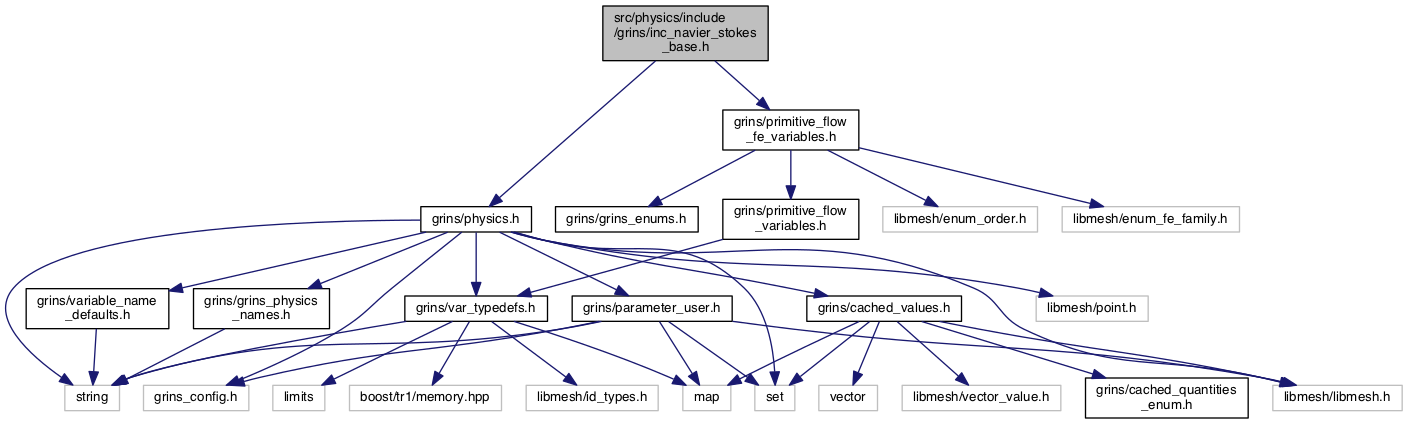 src/physics/include
/grins/inc_navier_stokes
_base.h
grins/primitive_flow
_fe_variables.h
grins/physics.h
grins/grins_enums.h
grins/primitive_flow
_variables.h
libmesh/enum_order.h
libmesh/enum_fe_family.h
grins/variable_name
_defaults.h
grins/grins_physics
_names.h
grins/var_typedefs.h
grins/parameter_user.h
grins/cached_values.h
libmesh/point.h
string
grins_config.h
limits
boost/tr1/memory.hpp
libmesh/id_types.h
map
set
vector
libmesh/vector_value.h
grins/cached_quantities
_enum.h
libmesh/libmesh.h